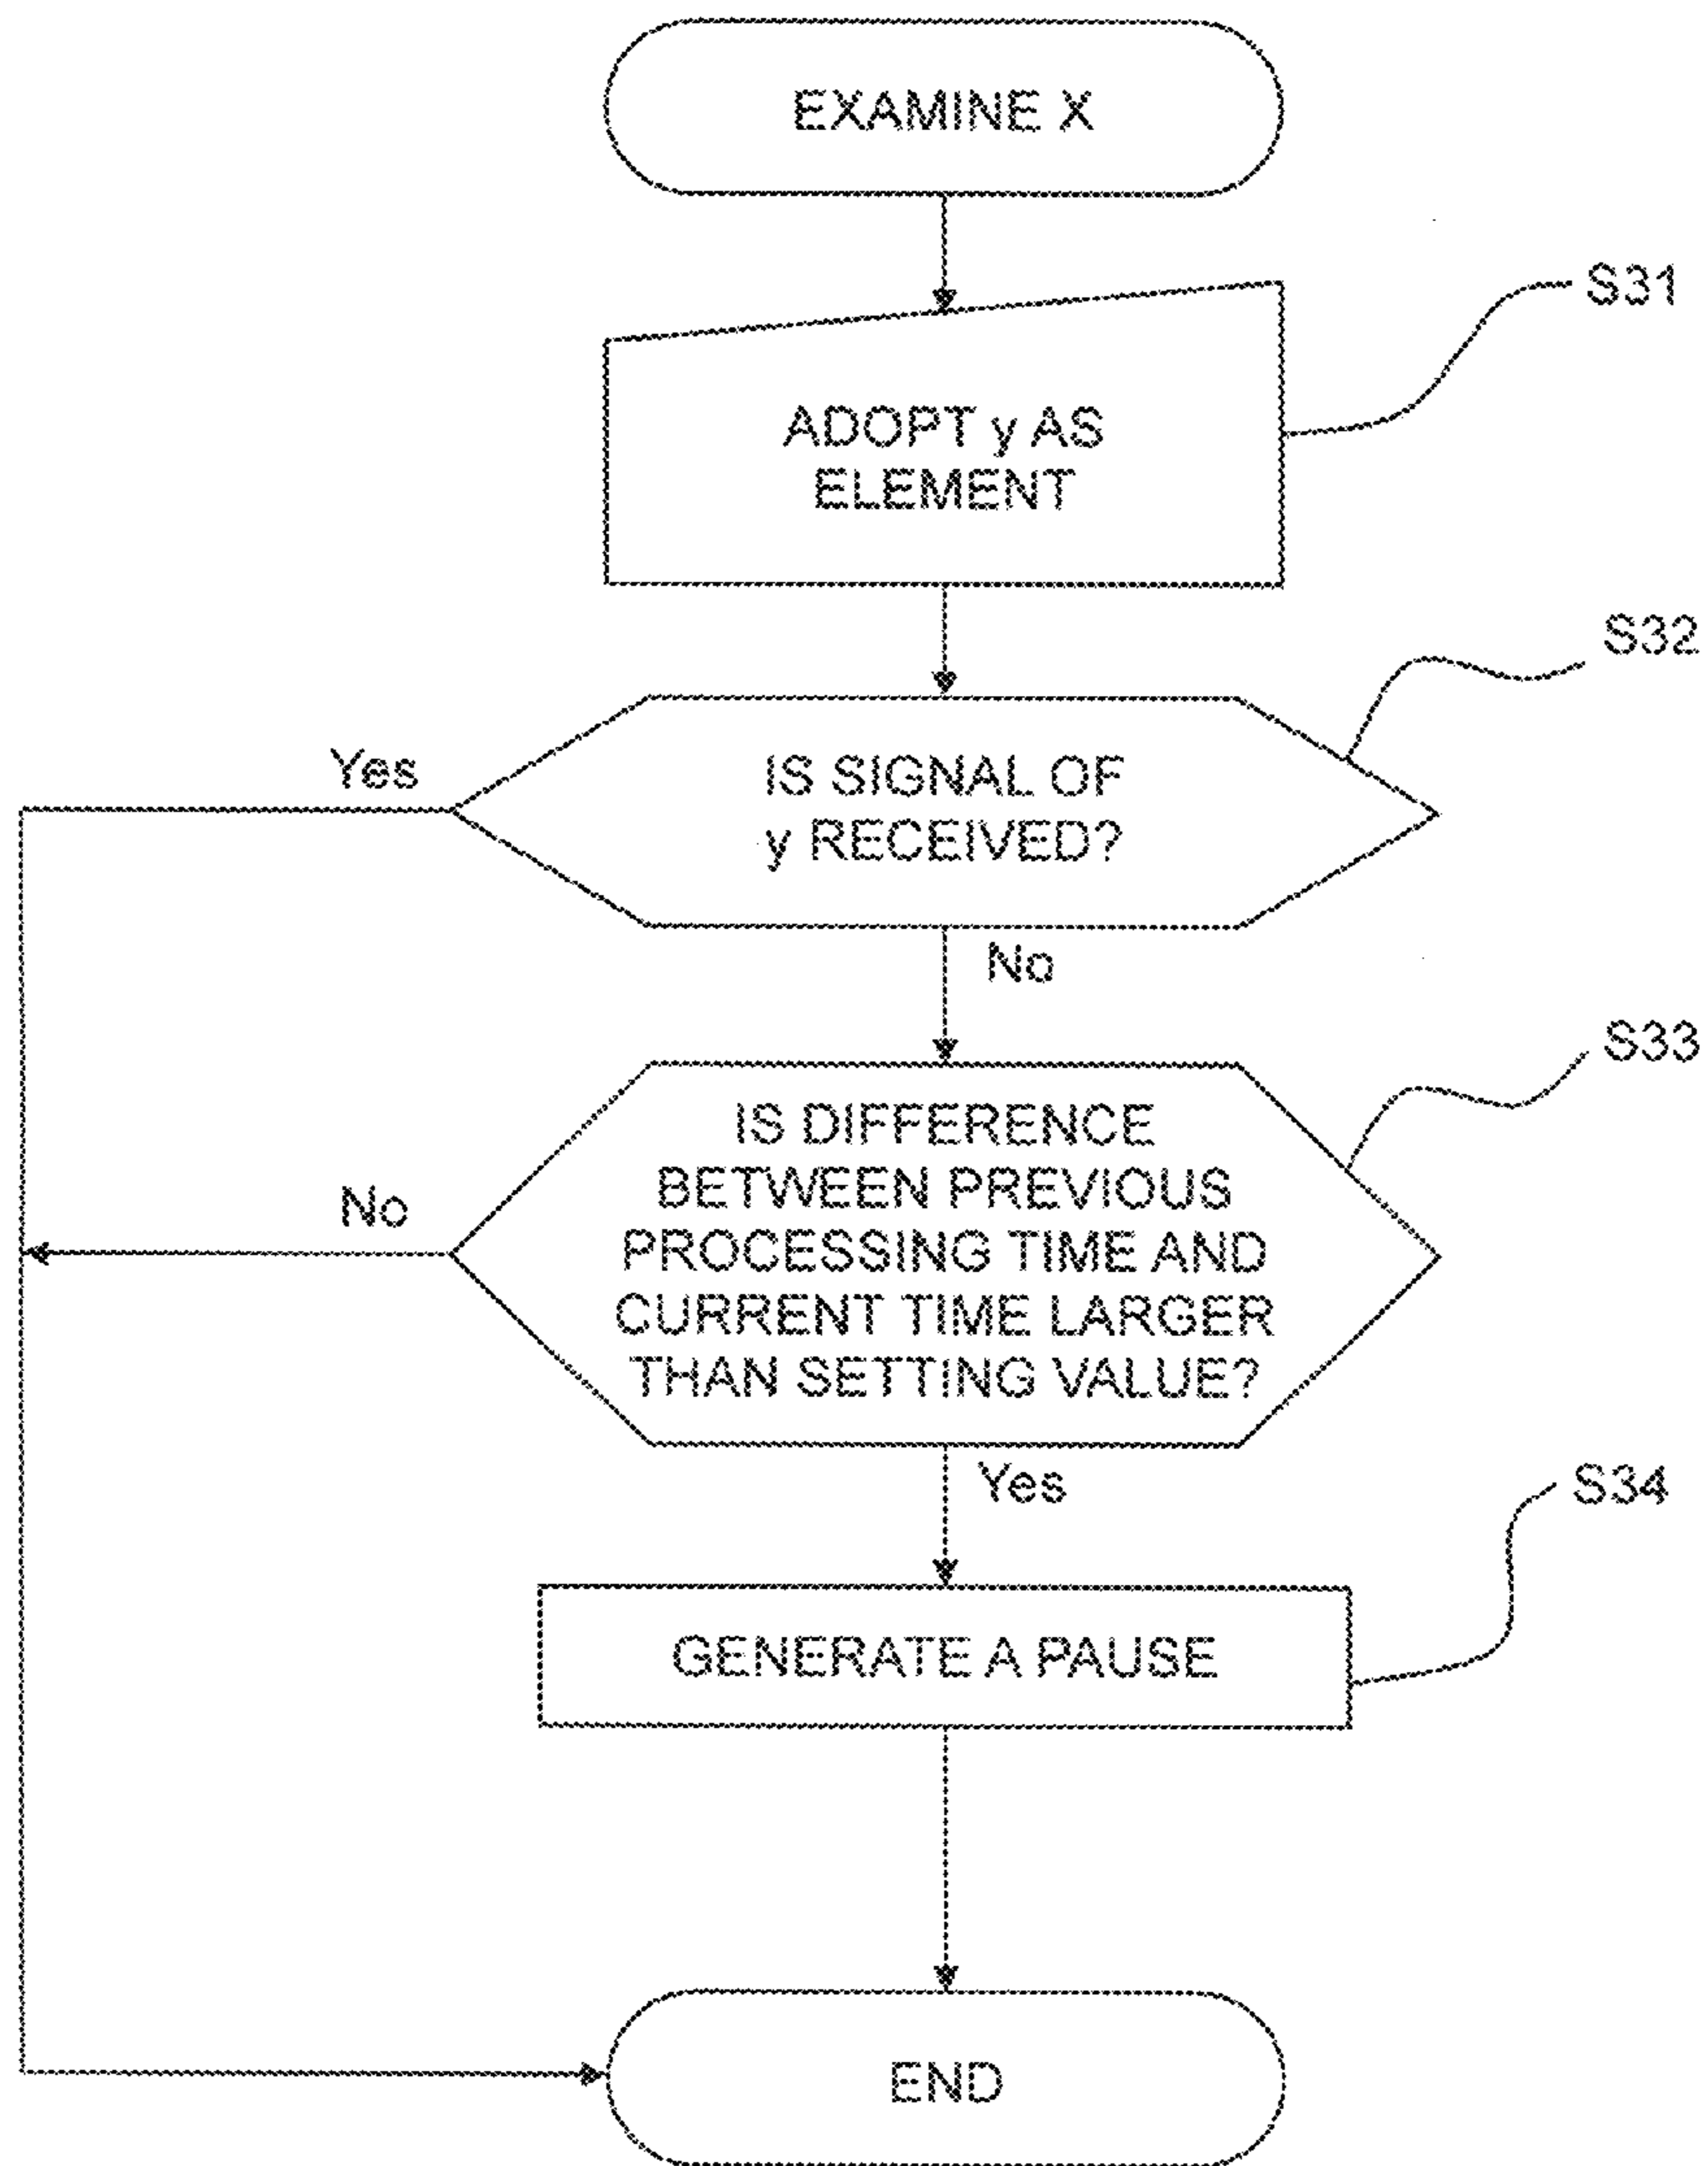 EXAMINE X
S31
ADOPT y AS
ELEMENT
S32
Yes
IS SIGNAL OF
y RECEIVED?
No
S33
IS DIFFERENCE
BETWEEN PREVIOUS
PROCESSING TIME AND
CURRENT TIME LARGER
THAN SETTING VALUE?
No
Yes
S34
GENERATE A PAUSE
END